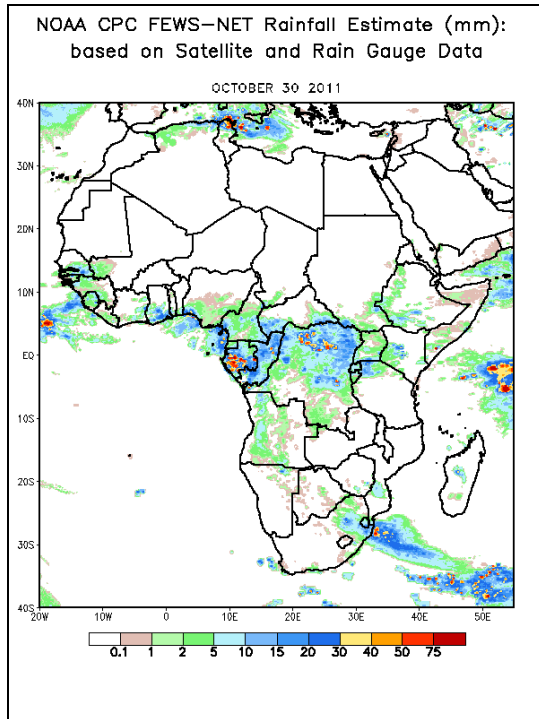 NOAA CPC FEWS-NET Rainfall Estimate (mm):
based on Satellite and Rain Gauge Data
OCTOBER 30 2011
40N
30N
20N
10N
EQ
10S
20S
30S
40S
20W 10W 0 10E 20E 30E 40E 50E
0.1 1 2 5 10 15 20 30 40 50 75